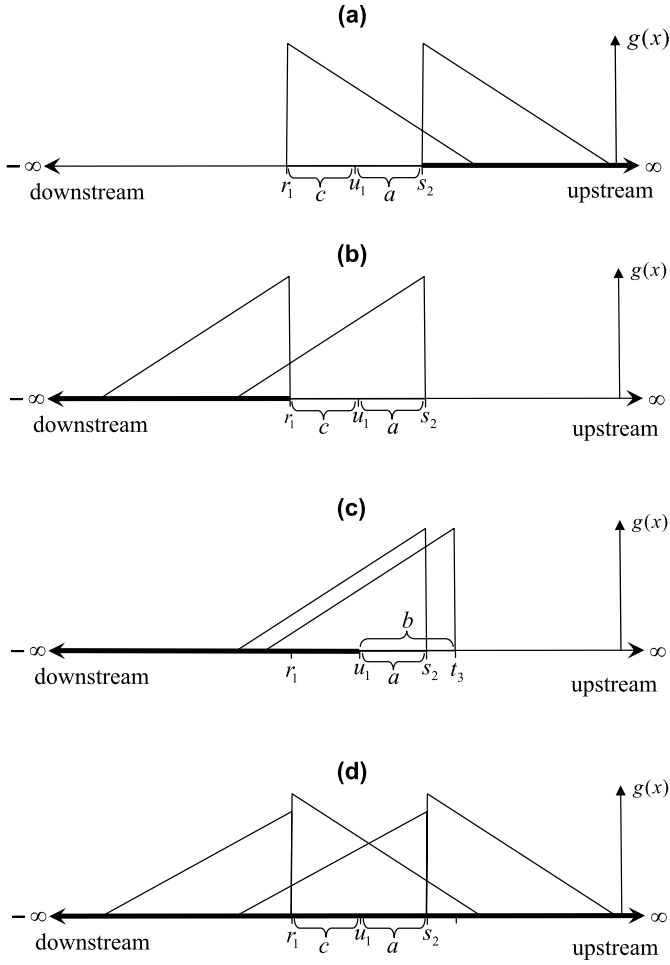 (a)
g(x)
− ∞ ∞
downstream r₁ c u₁ a s₂ upstream
(b)
g(x)
− ∞ ∞
downstream r₁ c u₁ a s₂ upstream
(c)
g(x)
b
− ∞ ∞
downstream r₁ u₁ a s₂ t₃ upstream
(d)
g(x)
− ∞ ∞
downstream r₁ c u₁ a s₂ upstream